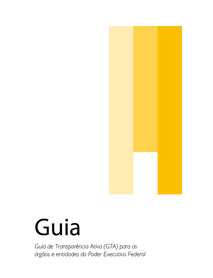 Guia
Guia de Transparência Ativa (GTA) para os
órgãos e entidades do Poder Executivo Federal